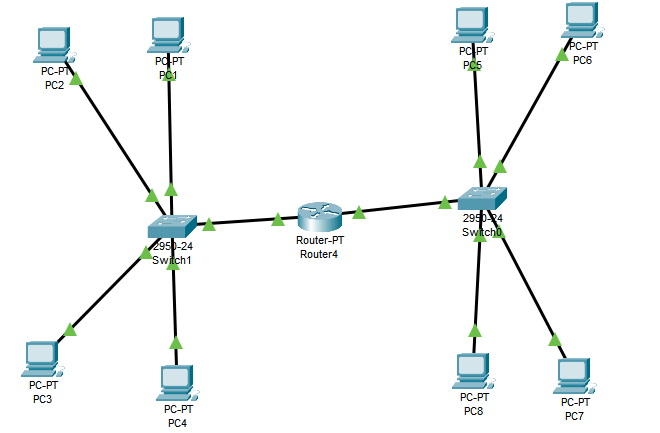 PC-PT
PC2
PC-PT
PC1
PC-PT
PC5
PC-PT
PC6
2950-24
Switch1
Router-PT
Router4
2950-24
Switch0
PC-PT
PC3
PC-PT
PC4
PC-PT
PC8
PC-PT
PC7